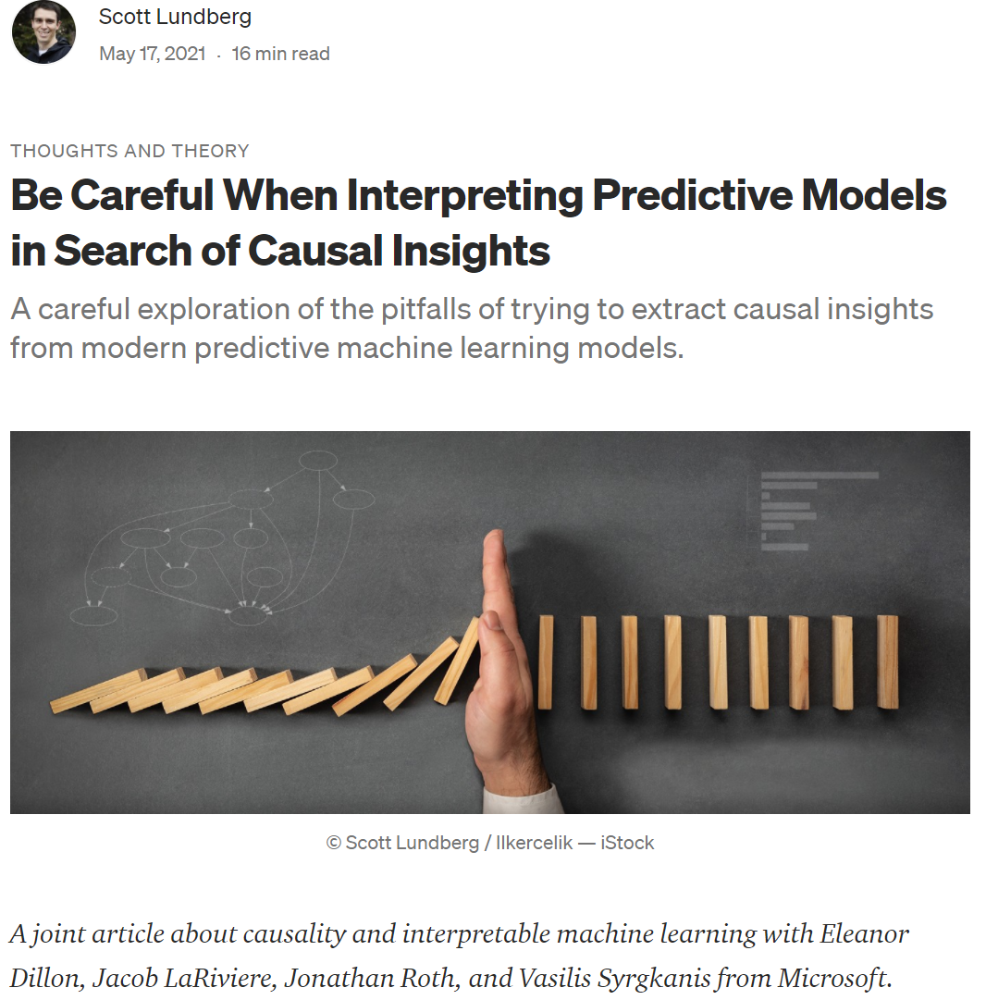 Scott Lundberg
May 17, 2021 · 16 min read
THOUGHTS AND THEORY
Be Careful When Interpreting Predictive Models
in Search of Causal Insights
A careful exploration of the pitfalls of trying to extract causal insights
from modern predictive machine learning models.
© Scott Lundberg / Ilkercelik — iStock
A joint article about causality and interpretable machine learning with Eleanor
Dillon, Jacob LaRiviere, Jonathan Roth, and Vasilis Syrgkanis from Microsoft.